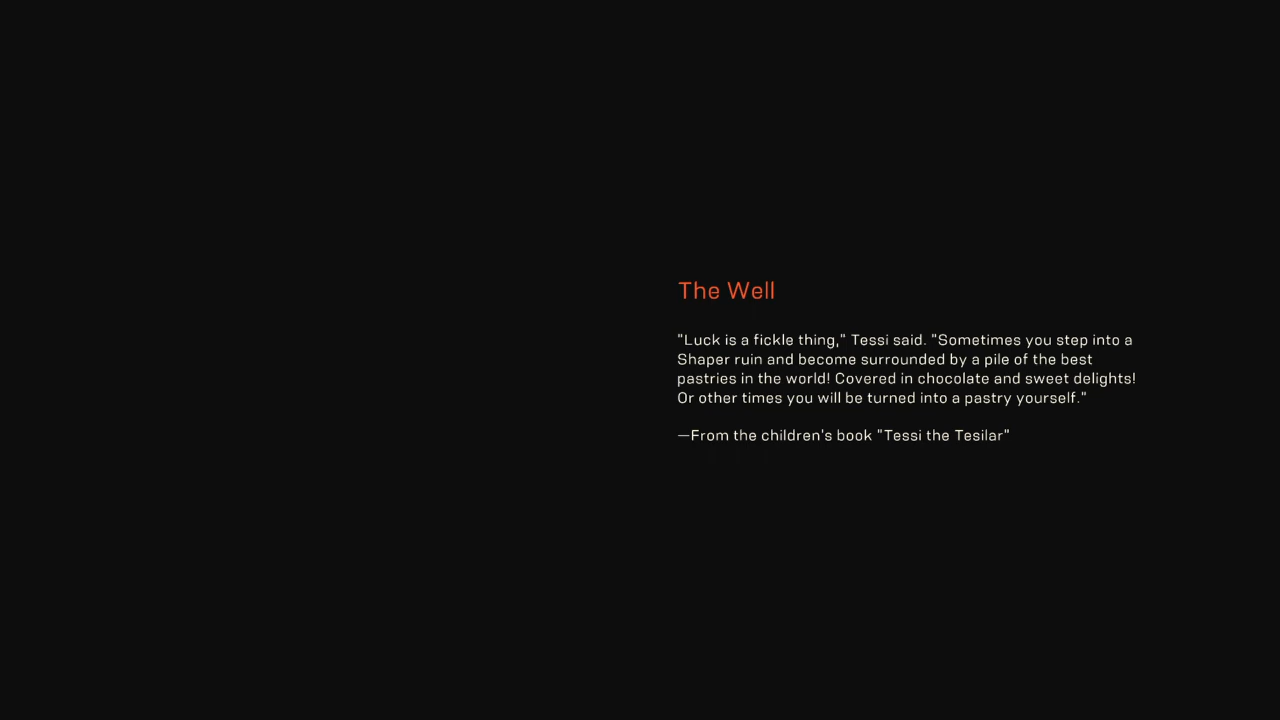 The Well
"Luck is a fickle thing," Tessi said. "Sometimes you step into a
Shaper ruin and become surrounded by a pile of the best
pastries in the world! Covered in chocolate and sweet delights!
Or other times you will be turned into a pastry yourself."
—From the children's book "Tessi the Tesilar"